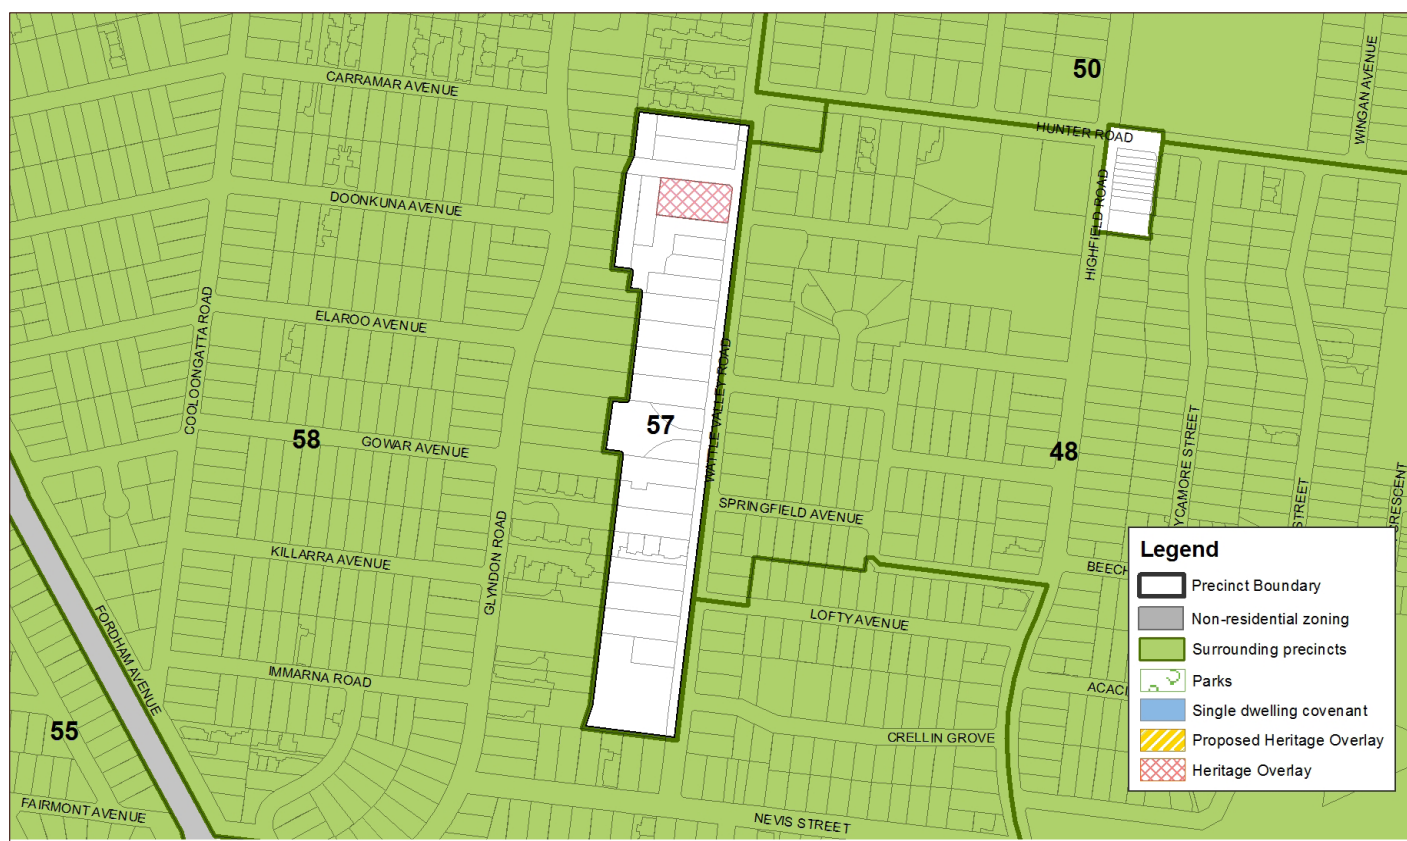 50
WINGAN AVENUE
CARRAMAR AVENUE
HUNTER ROAD
DOONKUNA AVENUE
HIGHFIELD ROAD
ELAROO AVENUE
COOLOONGATTA ROAD
WATTLE VALLEY ROAD
57
58
GOWAR AVENUE
48
SYCAMORE STREET
STREET
CRESCENT
SPRINGFIELD AVENUE
GLYNDON ROAD
KILLARRA AVENUE
BEECH
LOFTY AVENUE
FORDHAM AVENUE
IMMARNA ROAD
ACACI
55
CRELLIN GROVE
FAIRMONT AVENUE
NEVIS STREET
Legend
Precinct Boundary
Non-residential zoning
Surrounding precincts
Parks
Single dwelling covenant
Proposed Heritage Overlay
Heritage Overlay